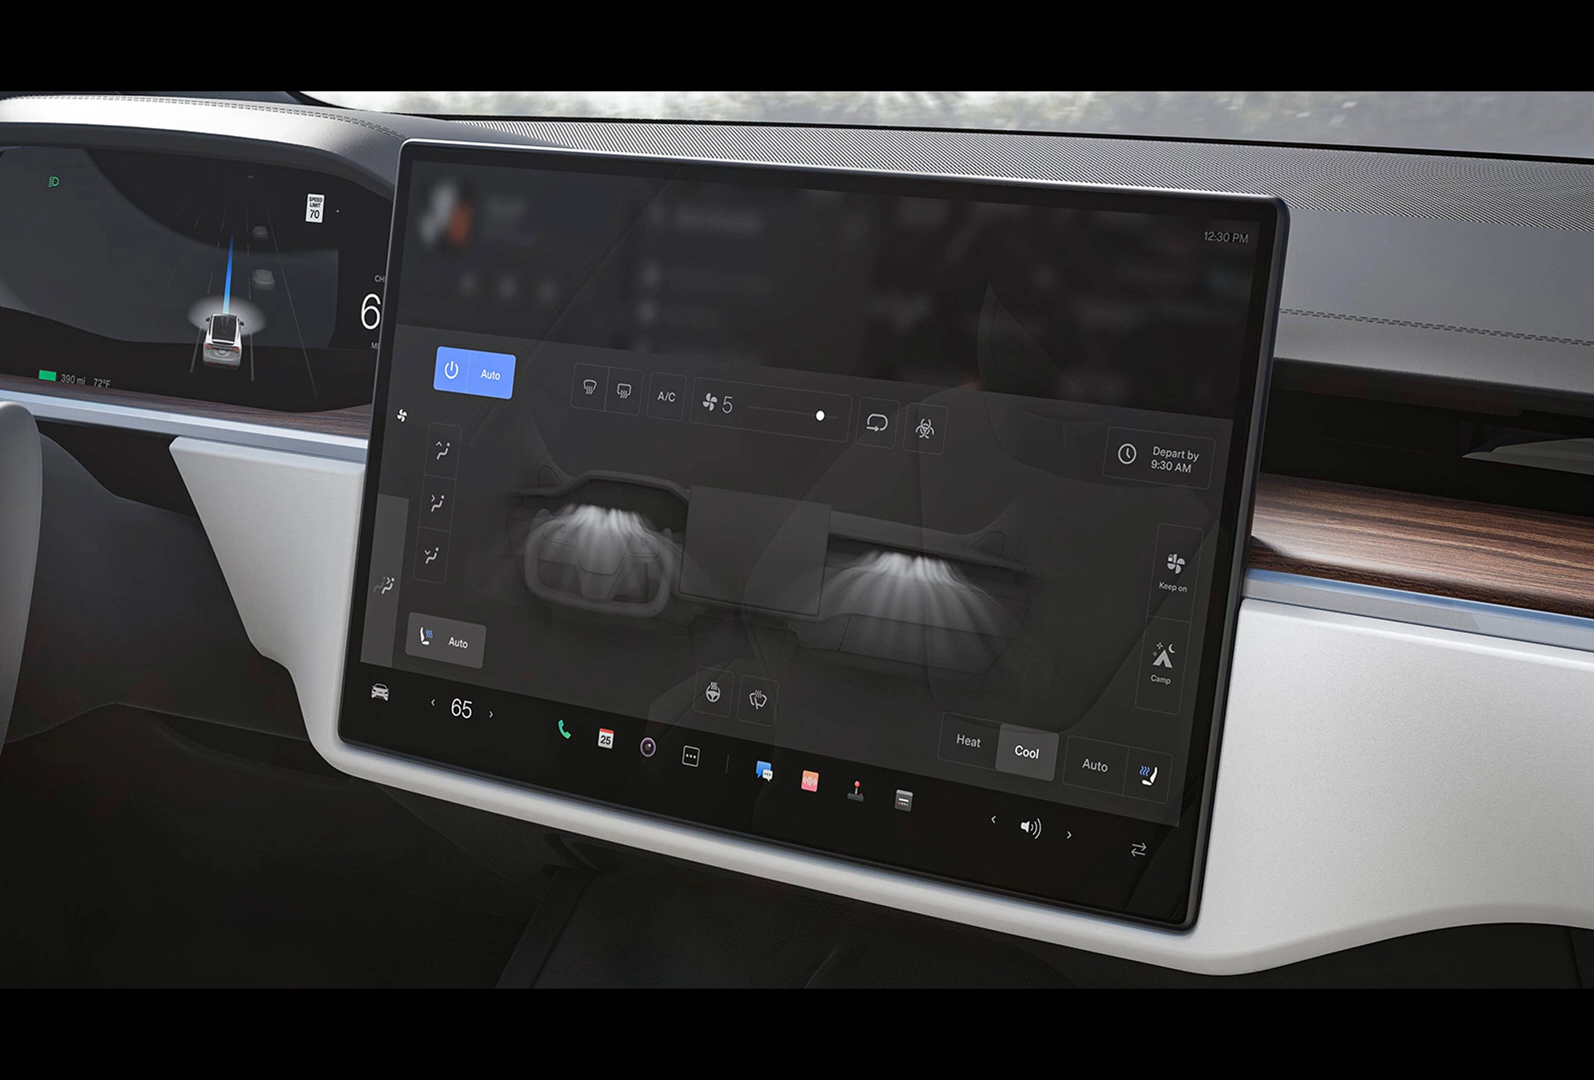 SPEED
LIMIT
70
6
390 mi 72°F
12:30 PM
Auto
A/C
5
Depart by
9:30 AM
Keep on
Camp
Auto
65
25
Heat
Cool
Auto